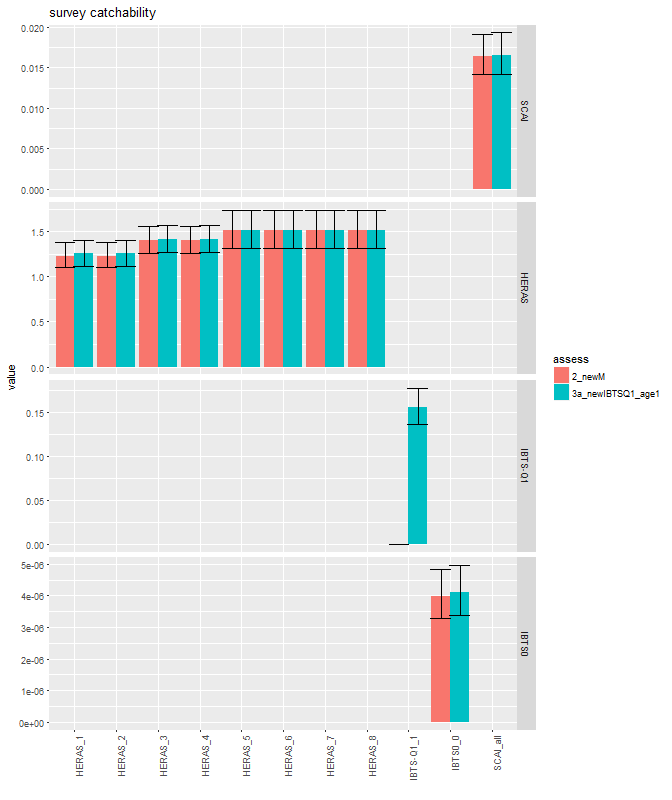 survey catchability
value
0.020
0.015
0.010
0.005
0.000
SCAI
1.5
1.0
0.5
0.0
HERAS
0.15
0.10
0.05
0.00
IBTS-Q1
5e-06
4e-06
3e-06
2e-06
1e-06
0e+00
IBTS0
HERAS_1
HERAS_2
HERAS_3
HERAS_4
HERAS_5
HERAS_6
HERAS_7
HERAS_8
IBTS-Q1_1
IBTS0_0
SCAI_all
assess
2_newM
3a_newIBTSQ1_age1